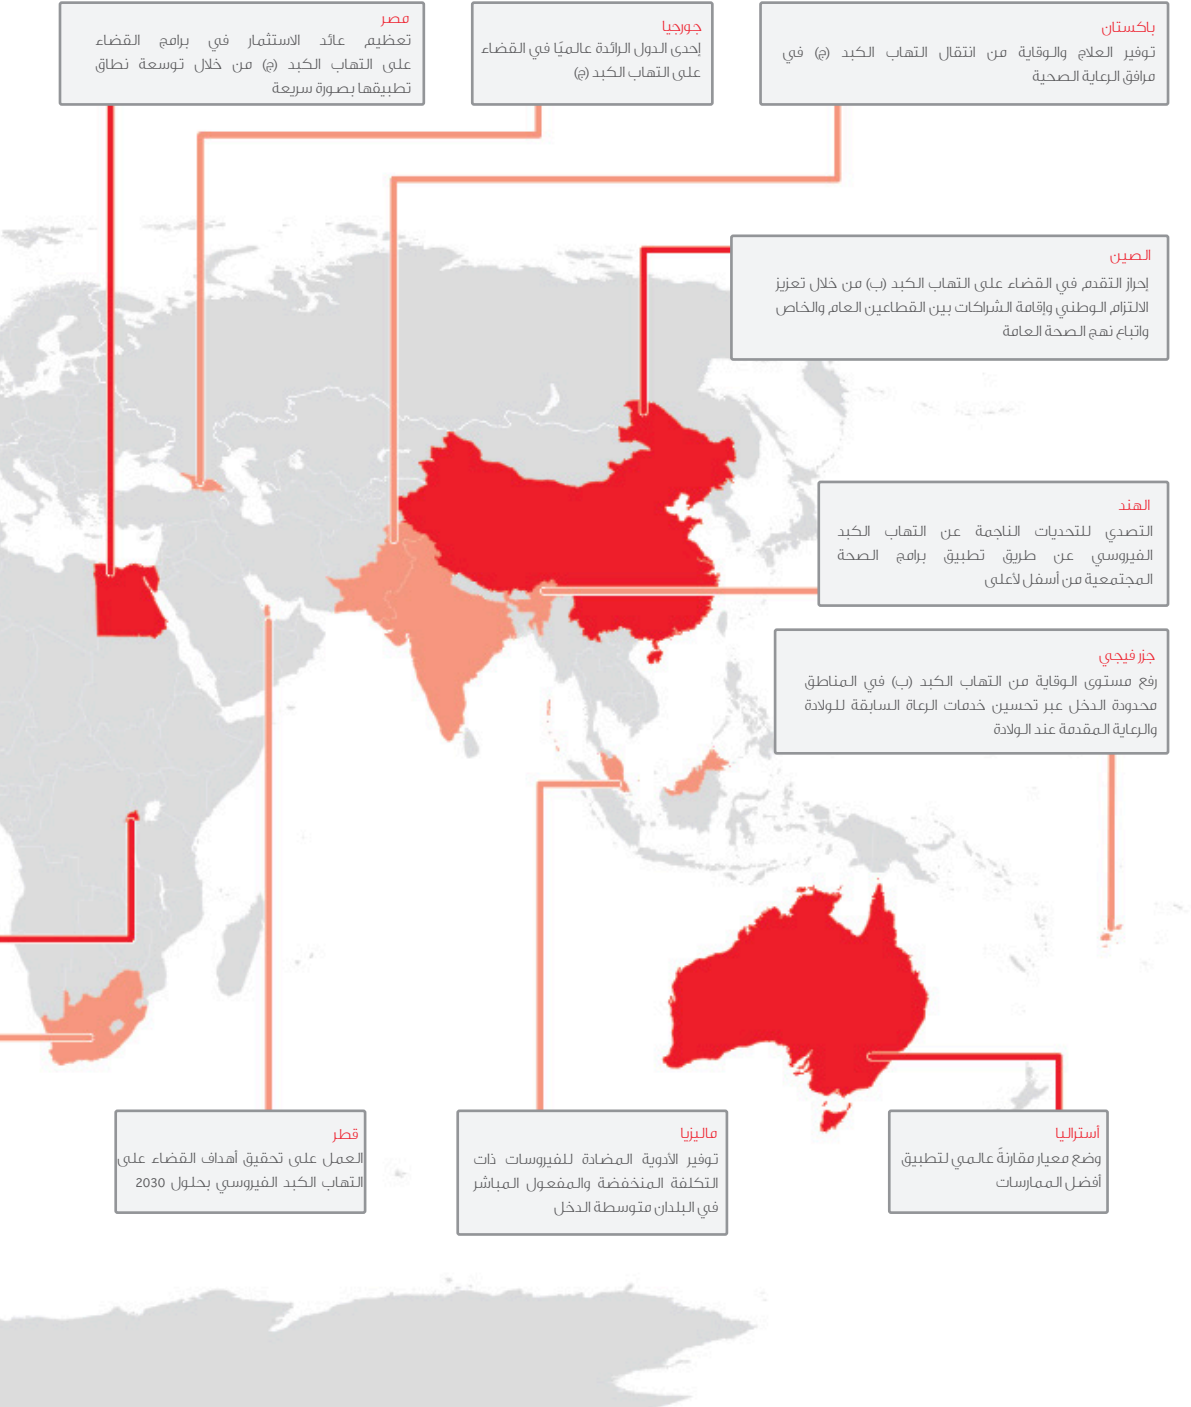 باكستان
توفير العلاج والوقاية من انتقال التهاب الكبد (ج) في
مرافق الرعاية الصحية
جورجيا
إحدى الدول الرائدة عالميًا في القضاء
على التهاب الكبد (ج)
مصر
تعظيم عائد الاستثمار في برامج القضاء
على التهاب الكبد (ج) من خلال توسعة نطاق
تطبيقها بصورة سريعة
الصين
إحراز التقدم في القضاء على التهاب الكبد (ب) من خلال تعزيز
الالتزام الوطني وإقامة الشراكات بين القطاعين العام والخاص
واتباع نهج الصحة العامة
الهند
التصدي للتحديات الناجمة عن التهاب الكبد
الفيروسي عن طريق تطبيق برامج الصحة
المجتمعية من أسفل لأعلى
جزر فيجي
رفع مستوى الوقاية من التهاب الكبد (ب) في المناطق
محدودة الدخل عبر تحسين خدمات الرعاة السابقة للولادة
والرعاية المقدمة عند الولادة
أستراليا
وضع معيار مقارنةً عالمي لتطبيق
أفضل الممارسات
ماليزيا
توفير الأدوية المضادة للفيروسات ذات
التكلفة المنخفضة والمفعول المباشر
في البلدان متوسطة الدخل
قطر
العمل على تحقيق أهداف القضاء على
التهاب الكبد الفيروسي بحلول 2030